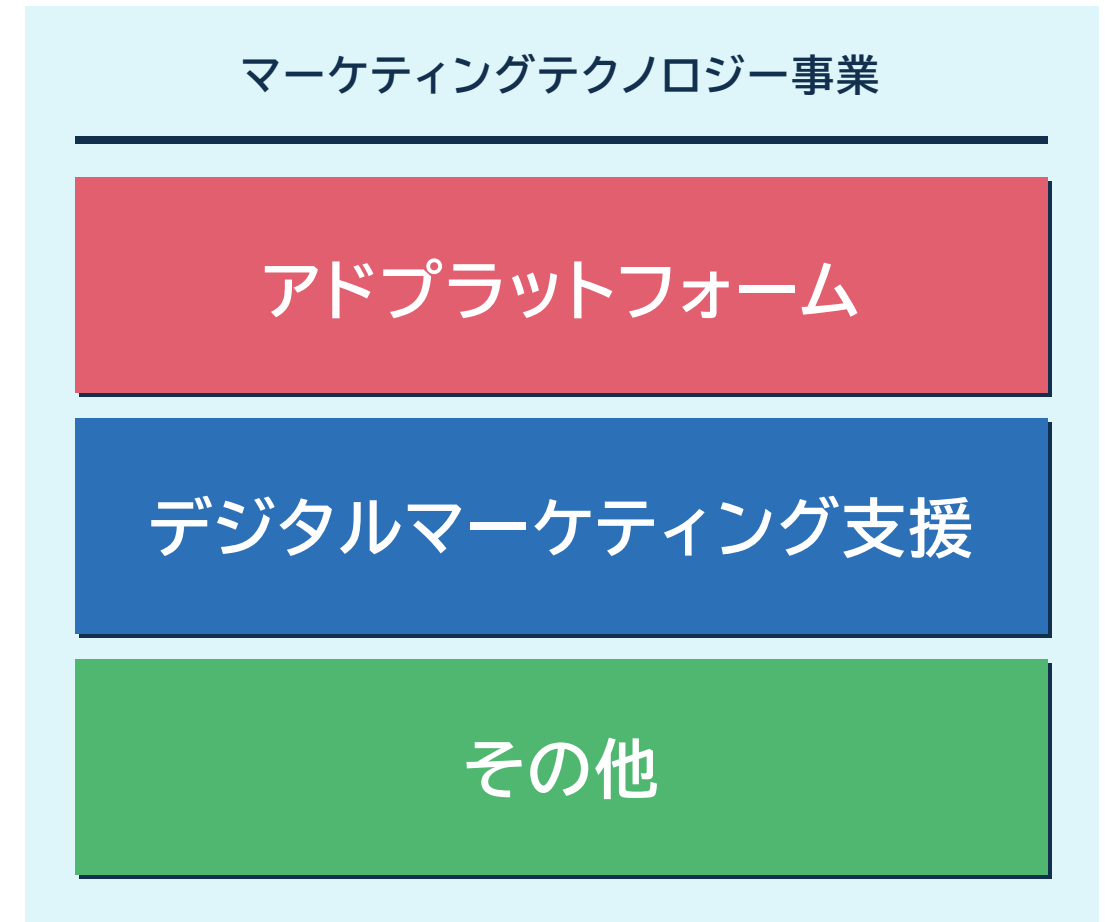 マーケティングテクノロジー事業
アドプラットフォーム
デジタルマーケティング支援
その他